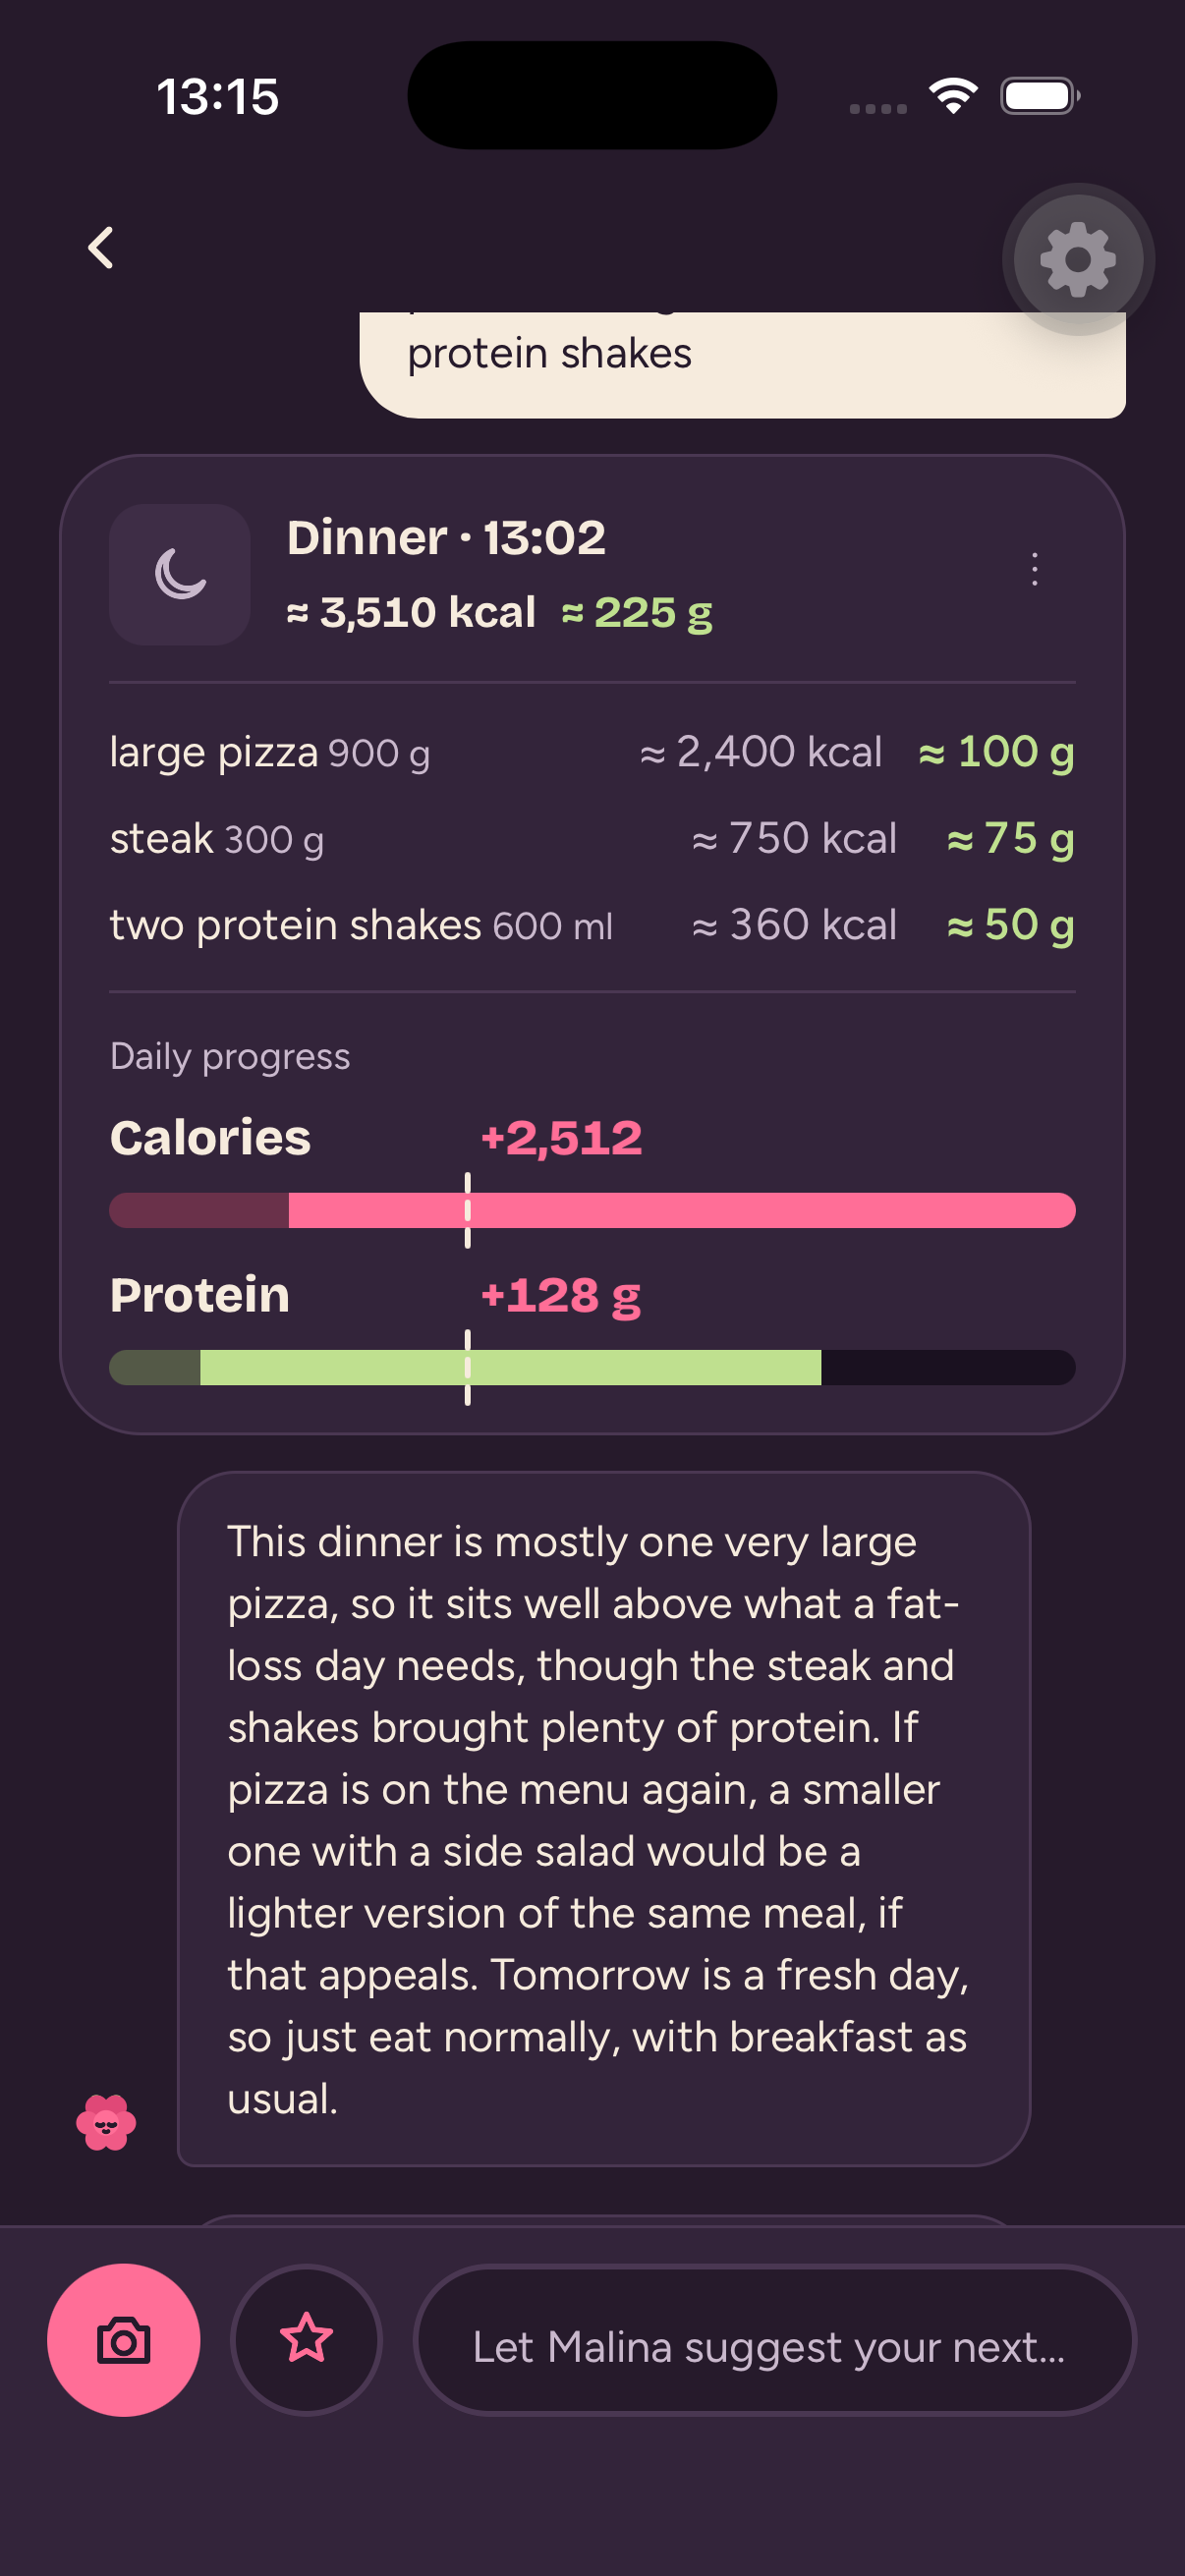 13:15
protein shakes
Dinner · 13:02
≈ 3,510 kcal ≈ 225 g
large pizza 900 g ≈ 2,400 kcal ≈ 100 g
steak 300 g ≈ 750 kcal ≈ 75 g
two protein shakes 600 ml ≈ 360 kcal ≈ 50 g
Daily progress
Calories +2,512
Protein +128 g
This dinner is mostly one very large
pizza, so it sits well above what a fat-
loss day needs, though the steak and
shakes brought plenty of protein. If
pizza is on the menu again, a smaller
one with a side salad would be a
lighter version of the same meal, if
that appeals. Tomorrow is a fresh day,
so just eat normally, with breakfast as
usual.
Let Malina suggest your next...